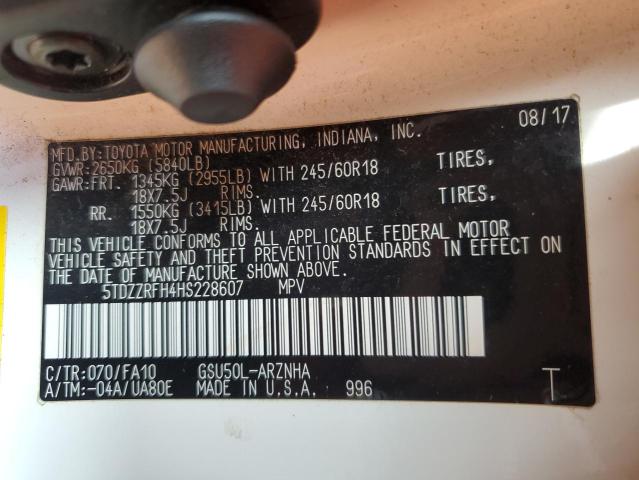 MFD.BY:TOYOTA MOTOR MANUFACTURING, INDIANA, INC. 08/17
GVWR:2650KG (5840LB)
GAWR:FRT. 1345KG (2955LB) WITH 245/60R18 TIRES,
18X7.5J RIMS.
RR. 1550KG (3415LB) WITH 245/60R18 TIRES,
18X7.5J RIMS.
THIS VEHICLE CONFORMS TO ALL APPLICABLE FEDERAL MOTOR
VEHICLE SAFETY AND THEFT PREVENTION STANDARDS IN EFFECT ON
THE DATE OF MANUFACTURE SHOWN ABOVE.
5TDZZRFH4HS228607 MPV
C/TR:070/FA10 GSU50L-ARZNHA
A/TM:-04A/UA80E MADE IN U.S.A. 996 T